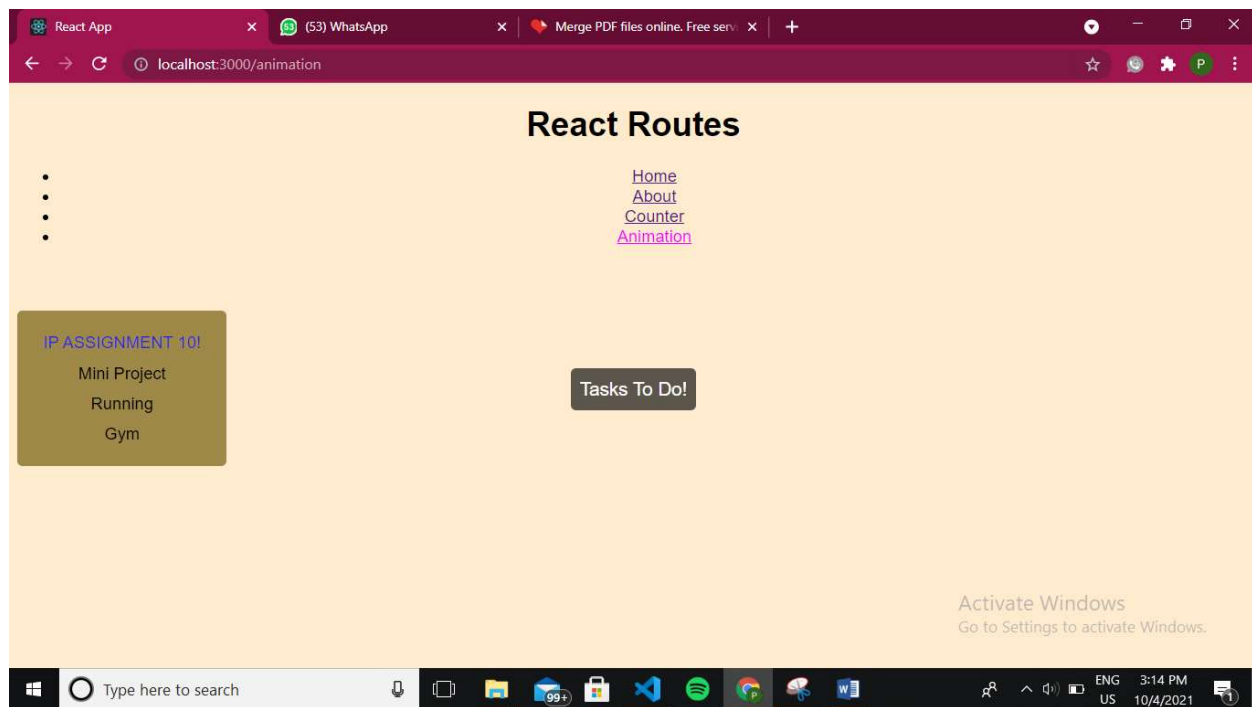 React App
(53) WhatsApp
Merge PDF files online. Free serv
localhost:3000/animation
P
React Routes
Home
About
Counter
Animation
IP ASSIGNMENT 10!
Mini Project
Running
Gym
Tasks To Do!
Activate Windows
Go to Settings to activate Windows.
Type here to search
99+
ENG
US
3:14 PM
10/4/2021
1